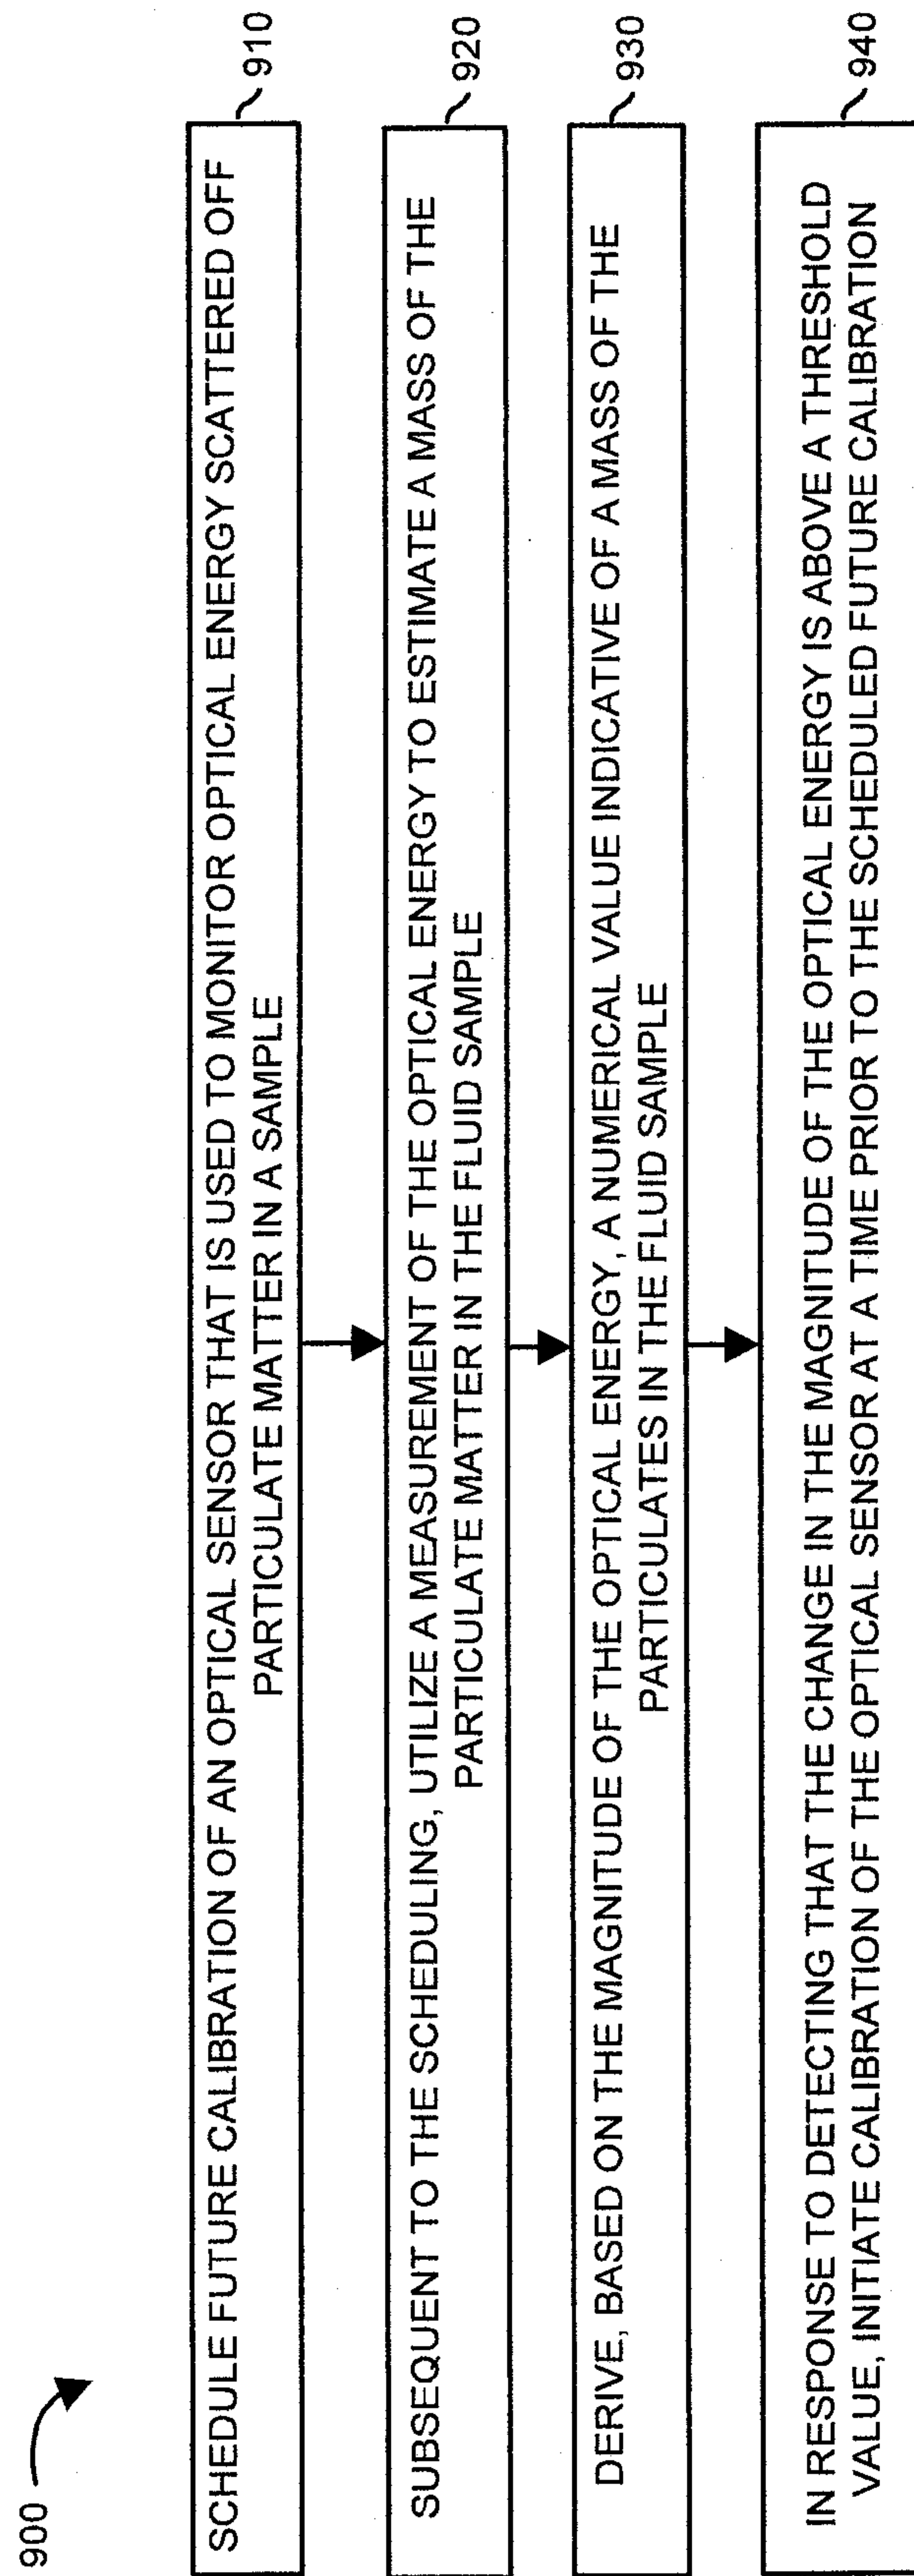 900
SCHEDULE FUTURE CALIBRATION OF AN OPTICAL SENSOR THAT IS USED TO MONITOR OPTICAL ENERGY SCATTERED OFF
PARTICULATE MATTER IN A SAMPLE
910
SUBSEQUENT TO THE SCHEDULING, UTILIZE A MEASUREMENT OF THE OPTICAL ENERGY TO ESTIMATE A MASS OF THE
PARTICULATE MATTER IN THE FLUID SAMPLE
920
DERIVE, BASED ON THE MAGNITUDE OF THE OPTICAL ENERGY, A NUMERICAL VALUE INDICATIVE OF A MASS OF THE
PARTICULATES IN THE FLUID SAMPLE
930
IN RESPONSE TO DETECTING THAT THE CHANGE IN THE MAGNITUDE OF THE OPTICAL ENERGY IS ABOVE A THRESHOLD
VALUE, INITIATE CALIBRATION OF THE OPTICAL SENSOR AT A TIME PRIOR TO THE SCHEDULED FUTURE CALIBRATION
940